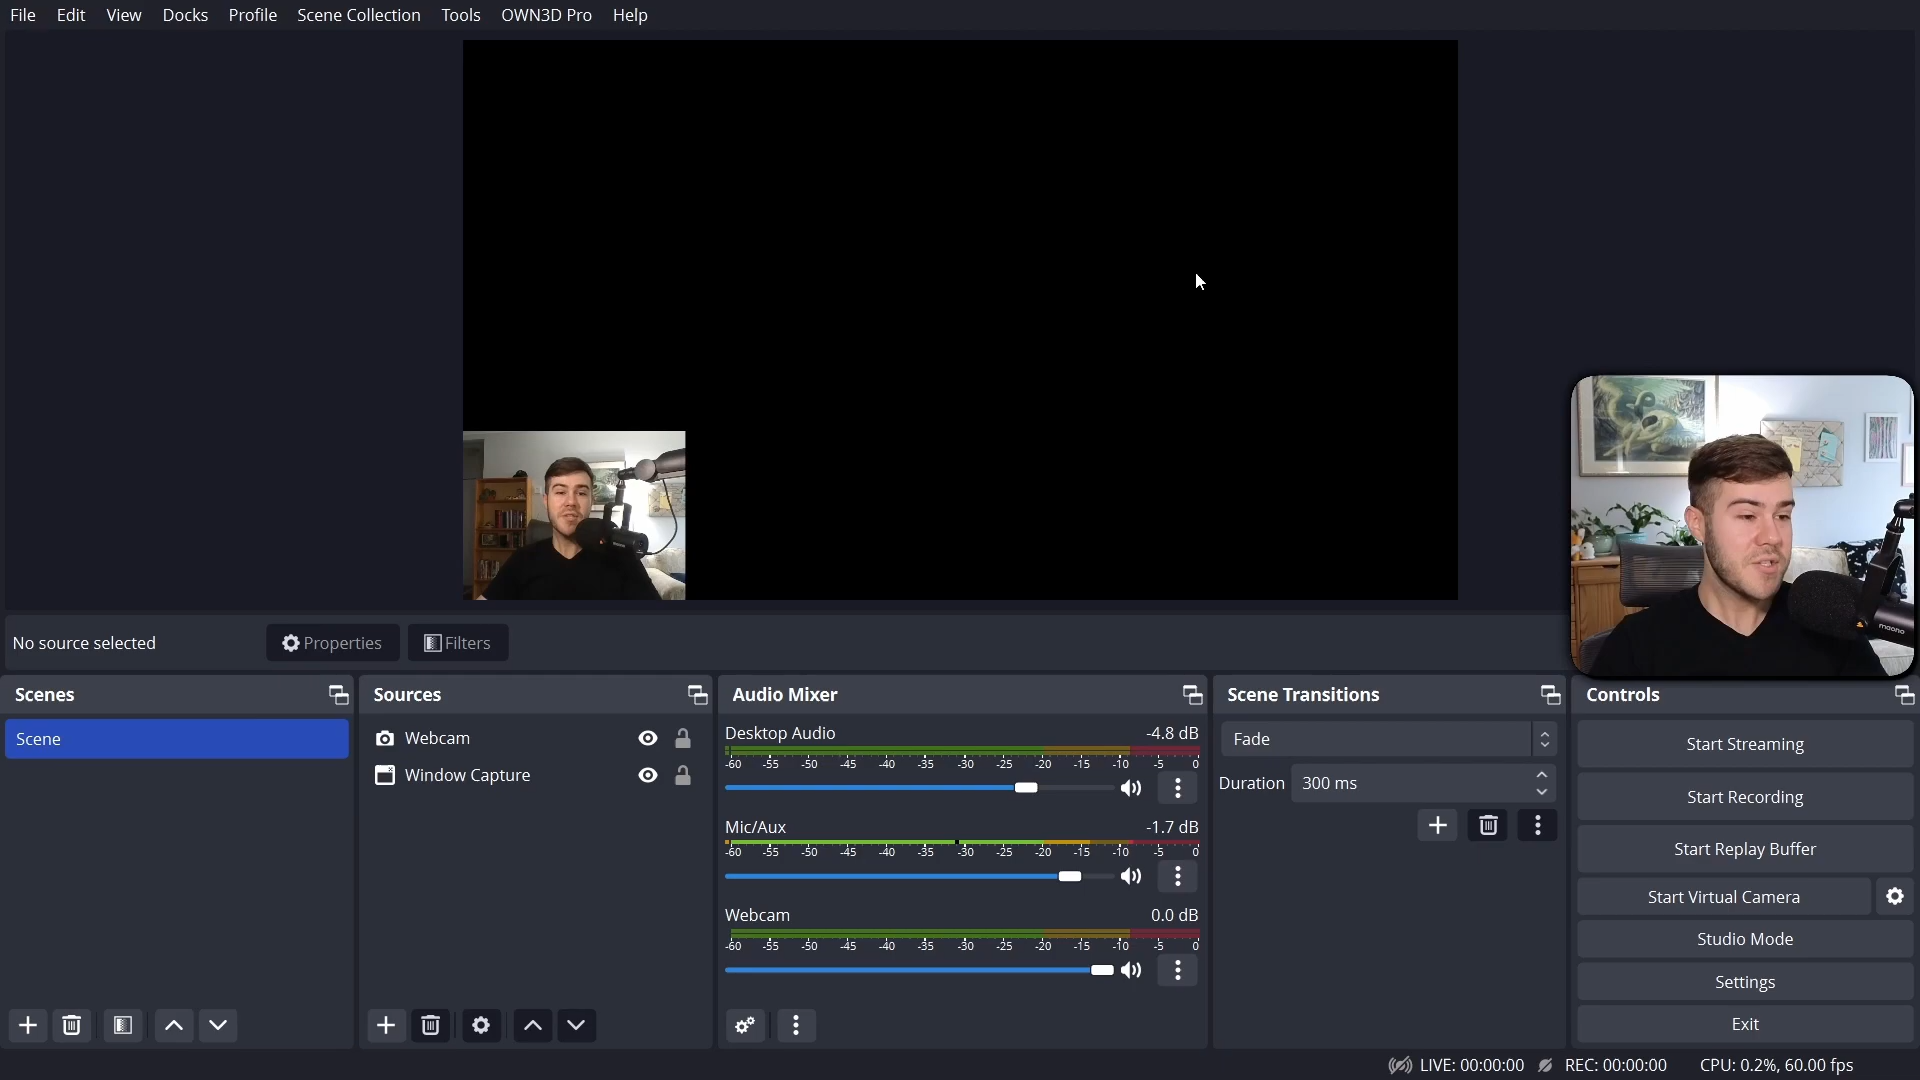 File Edit View Docks Profile Scene Collection Tools OWN3D Pro Help
No source selected Properties Filters
Scenes
Scene
Sources
Webcam
Window Capture
Audio Mixer
Desktop Audio -4.8 dB
-60 -55 -50 -45 -40 -35 -30 -25 -20 -15 -10 -5 0
Mic/Aux -1.7 dB
-60 -55 -50 -45 -40 -35 -30 -25 -20 -15 -10 -5 0
Webcam 0.0 dB
-60 -55 -50 -45 -40 -35 -30 -25 -20 -15 -10 -5 0
Scene Transitions
Fade
Duration 300 ms
maono
Controls
Start Streaming
Start Recording
Start Replay Buffer
Start Virtual Camera
Studio Mode
Settings
Exit
LIVE: 00:00:00 REC: 00:00:00 CPU: 0.2%, 60.00 fps